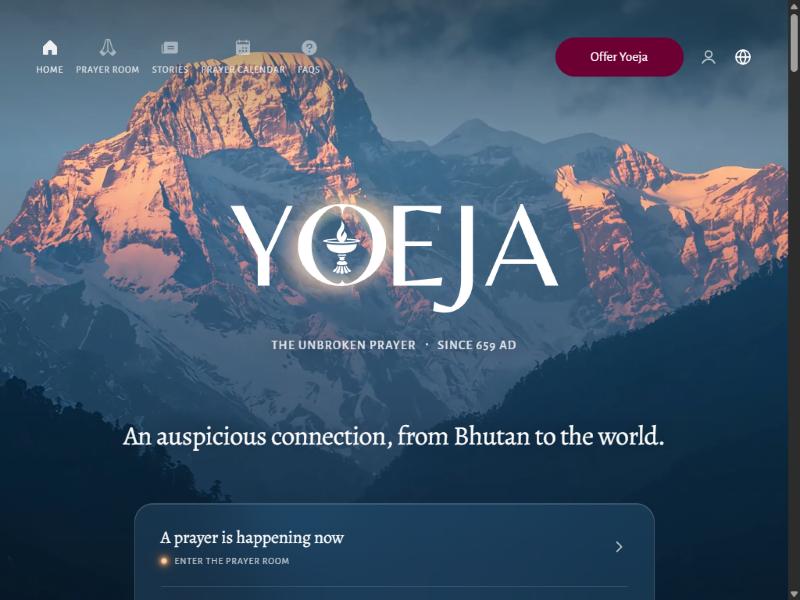 HOME
PRAYER ROOM
STORIES
PRAYER CALENDAR
FAQS
Offer Yoeja
YOEJA
THE UNBROKEN PRAYER · SINCE 659 AD
An auspicious connection, from Bhutan to the world.
A prayer is happening now
ENTER THE PRAYER ROOM